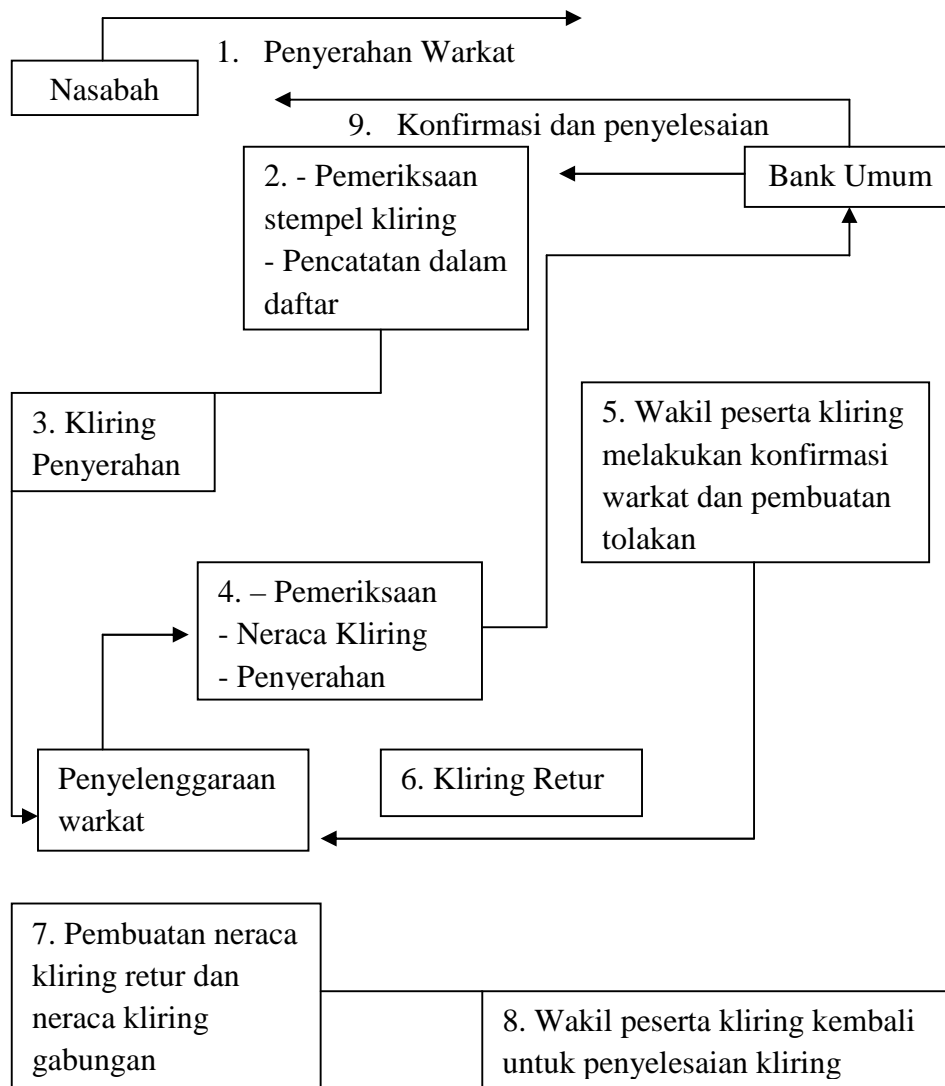 1. Penyerahan Warkat
Nasabah
9. Konfirmasi dan penyelesaian
2. - Pemeriksaan
stempel kliring
- Pencatatan dalam
daftar
Bank Umum
3. Kliring
Penyerahan
5. Wakil peserta kliring
melakukan konfirmasi
warkat dan pembuatan
tolakan
4. – Pemeriksaan
- Neraca Kliring
- Penyerahan
Penyelenggaraan
warkat
6. Kliring Retur
7. Pembuatan neraca
kliring retur dan
neraca kliring
gabungan
8. Wakil peserta kliring kembali
untuk penyelesaian kliring